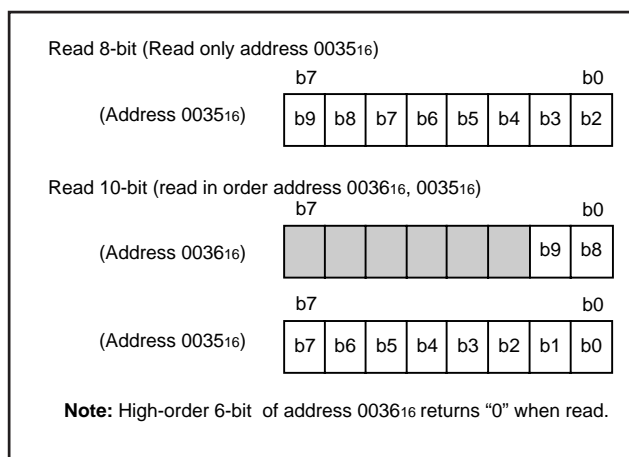 Read 8-bit (Read only address 0035₁₆)
b7 b0
(Address 0035₁₆) b9 b8 b7 b6 b5 b4 b3 b2
Read 10-bit (read in order address 0036₁₆, 0035₁₆)
b7 b0
(Address 0036₁₆) b9 b8
b7 b0
(Address 0035₁₆) b7 b6 b5 b4 b3 b2 b1 b0
Note: High-order 6-bit of address 0036₁₆ returns “0” when read.